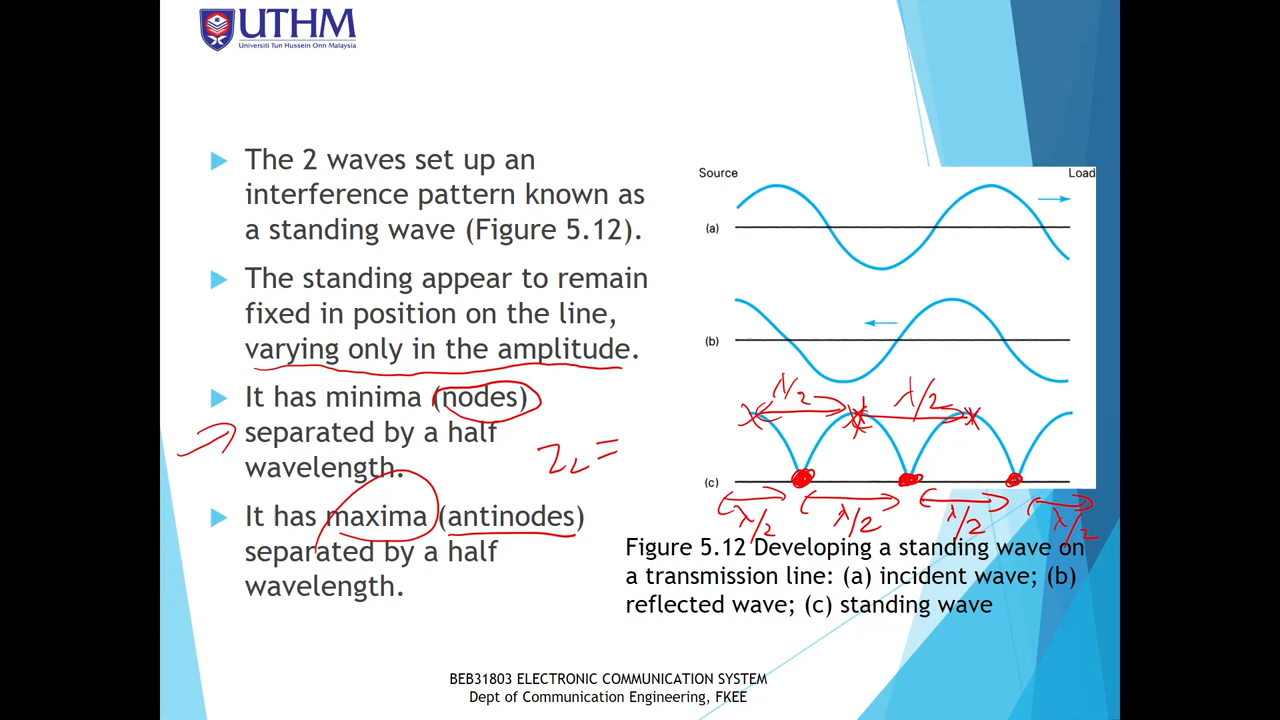 UTHM
Universiti Tun Hussein Onn Malaysia
The 2 waves set up an
interference pattern known as
a standing wave (Figure 5.12).
The standing appear to remain
fixed in position on the line,
varying only in the amplitude.
It has minima (nodes)
separated by a half
wavelength.
It has maxima (antinodes)
separated by a half
wavelength.
Z L =
Source Load
(a)
(b)
λ/2 λ/2
(c)
λ/2 λ/2 λ/2 λ/2
Figure 5.12 Developing a standing wave on
a transmission line: (a) incident wave; (b)
reflected wave; (c) standing wave
BEB31803 ELECTRONIC COMMUNICATION SYSTEM
Dept of Communication Engineering, FKEE